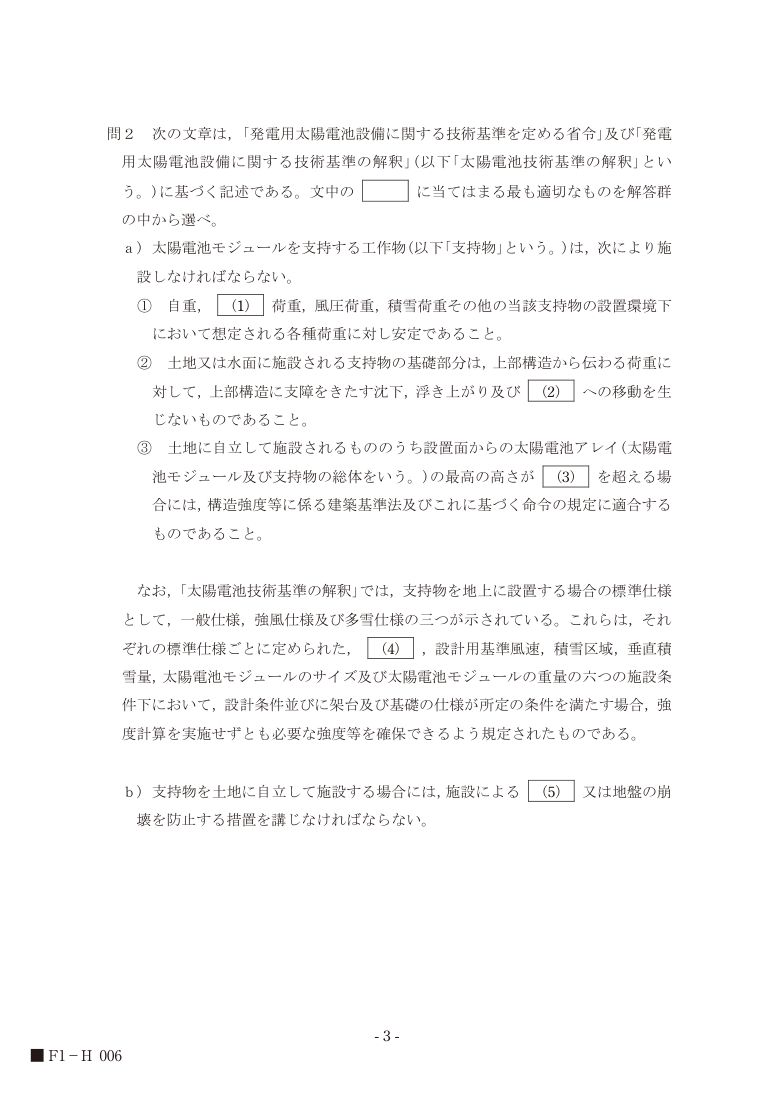 問２　次の文章は，「発電用太陽電池設備に関する技術基準を定める省令」及び「発電
用太陽電池設備に関する技術基準の解釈」(以下「太陽電池技術基準の解釈」とい
う。)に基づく記述である。文中の　　　に当てはまる最も適切なものを解答群
の中から選べ。
ａ）太陽電池モジュールを支持する工作物(以下「支持物」という。)は，次により施
設しなければならない。
①　自重，　(1)　荷重，風圧荷重，積雪荷重その他の当該支持物の設置環境下
において想定される各種荷重に対し安定であること。
②　土地又は水面に施設される支持物の基礎部分は，上部構造から伝わる荷重に
対して，上部構造に支障をきたす沈下，浮き上がり及び　(2)　への移動を生
じないものであること。
③　土地に自立して施設されるもののうち設置面からの太陽電池アレイ(太陽電
池モジュール及び支持物の総体をいう。)の最高の高さが　(3)　を超える場
合には，構造強度等に係る建築基準法及びこれに基づく命令の規定に適合する
ものであること。
なお，「太陽電池技術基準の解釈」では，支持物を地上に設置する場合の標準仕様
として，一般仕様，強風仕様及び多雪仕様の三つが示されている。これらは，それ
ぞれの標準仕様ごとに定められた，　(4)　，設計用基準風速，積雪区域，垂直積
雪量，太陽電池モジュールのサイズ及び太陽電池モジュールの重量の六つの施設条
件下において，設計条件並びに架台及び基礎の仕様が所定の条件を満たす場合，強
度計算を実施せずとも必要な強度等を確保できるよう規定されたものである。
ｂ）支持物を土地に自立して施設する場合には，施設による　(5)　又は地盤の崩
壊を防止する措置を講じなければならない。
- 3 -
■ F1－H 006